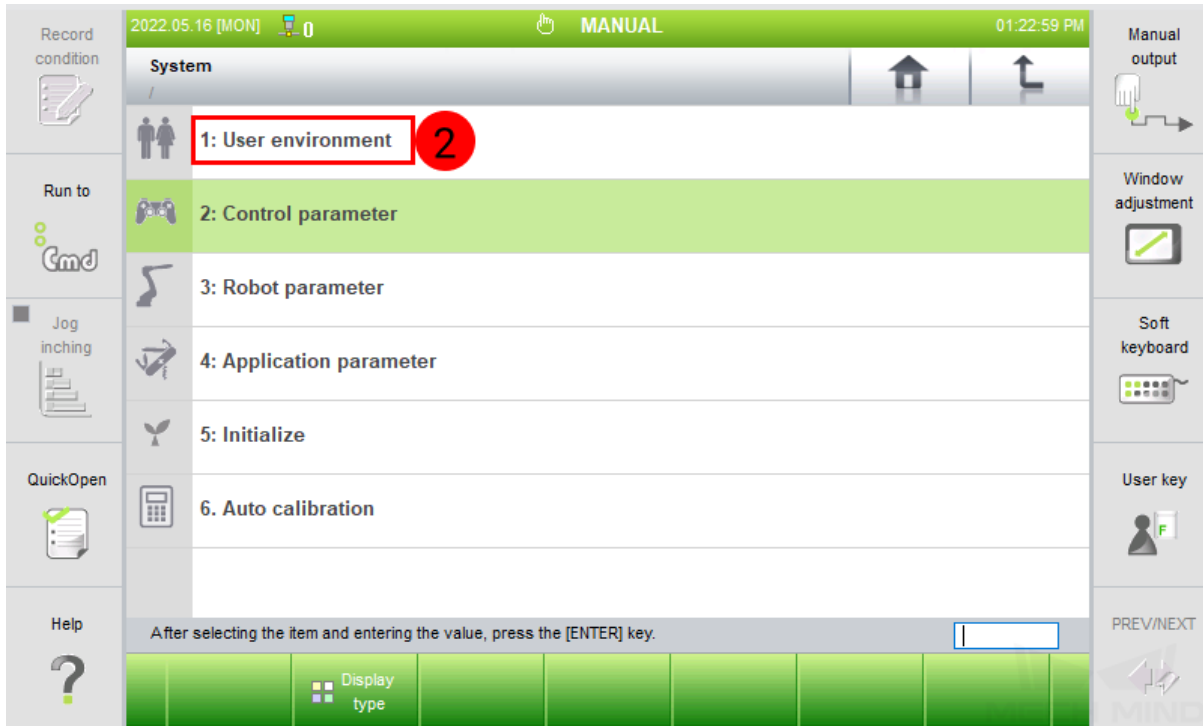 Record
condition
Run to
Cmd
Jog
inching
QuickOpen
Help
2022.05.16 [MON]
0
MANUAL
01:22:59 PM
System
/
1: User environment
2
2: Control parameter
3: Robot parameter
4: Application parameter
5: Initialize
6. Auto calibration
After selecting the item and entering the value, press the [ENTER] key.
Display
type
Manual
output
Window
adjustment
Soft
keyboard
User key
F
PREV/NEXT
MECH MIND